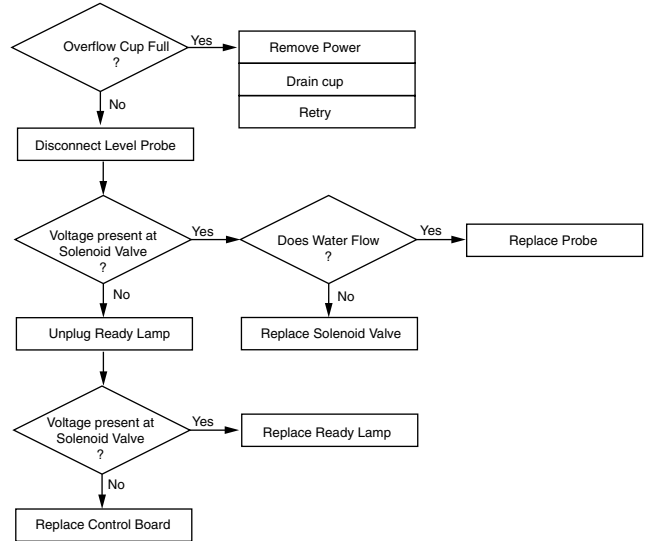 Overflow Cup Full
?
Yes
Remove Power
Drain cup
Retry
No
Disconnect Level Probe
Voltage present at
Solenoid Valve
?
Yes
Does Water Flow
?
Yes
Replace Probe
No
No
Unplug Ready Lamp
Replace Solenoid Valve
Voltage present at
Solenoid Valve
?
Yes
Replace Ready Lamp
No
Replace Control Board